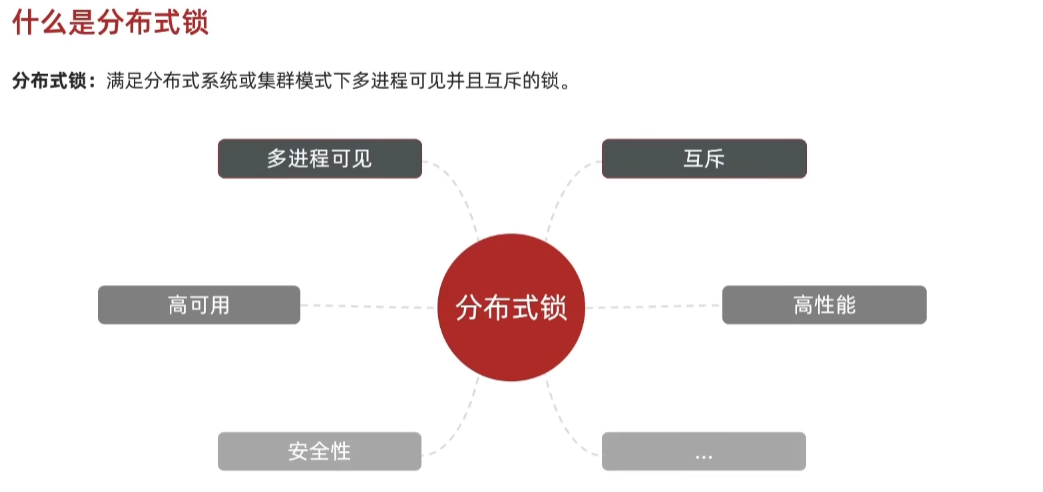 什么是分布式锁
分布式锁：满足分布式系统或集群模式下多进程可见并且互斥的锁。
多进程可见
互斥
高可用
分布式锁
高性能
安全性
...